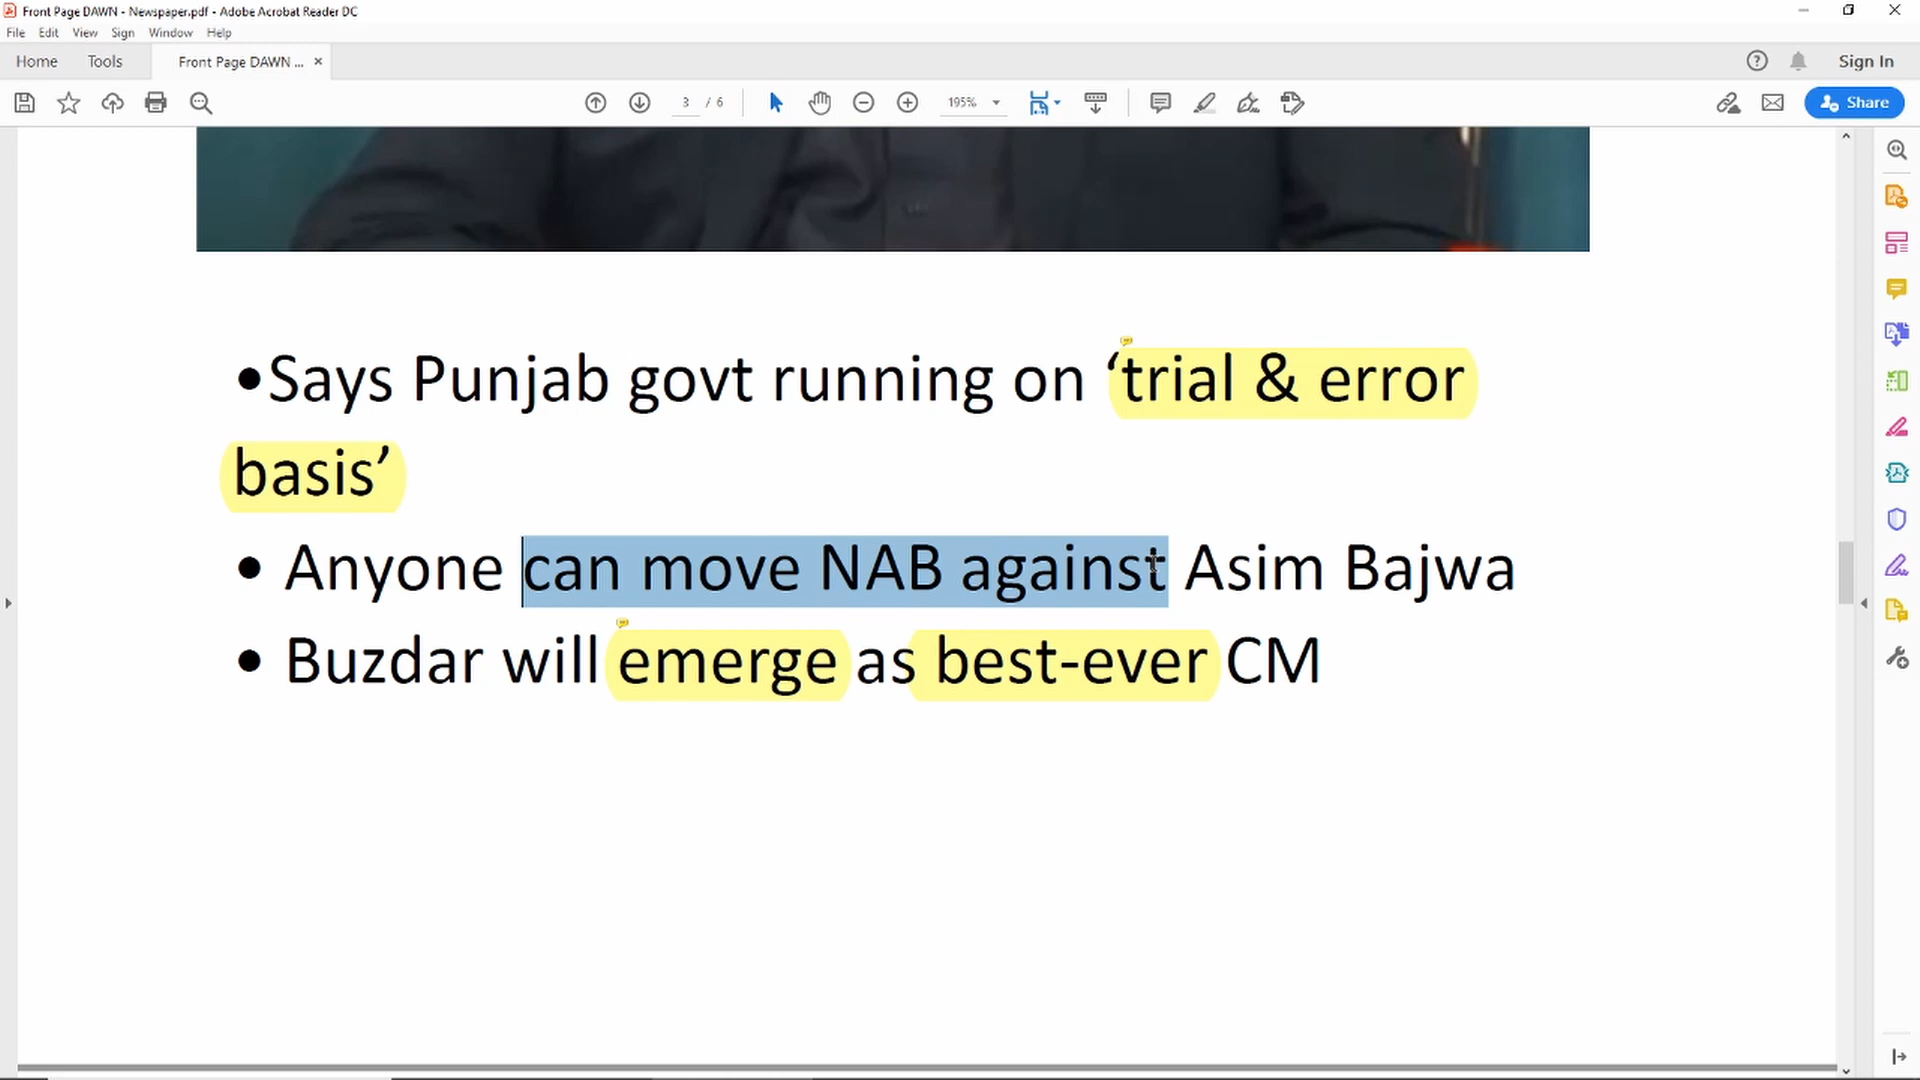 Front Page DAWN - Newspaper.pdf - Adobe Acrobat Reader DC
File Edit View Sign Window Help
Home Tools Front Page DAWN ... × Sign In
3 / 6 195% Share
•Says Punjab govt running on ‘trial & error
basis’
• Anyone can move NAB against Asim Bajwa
• Buzdar will emerge as best-ever CM